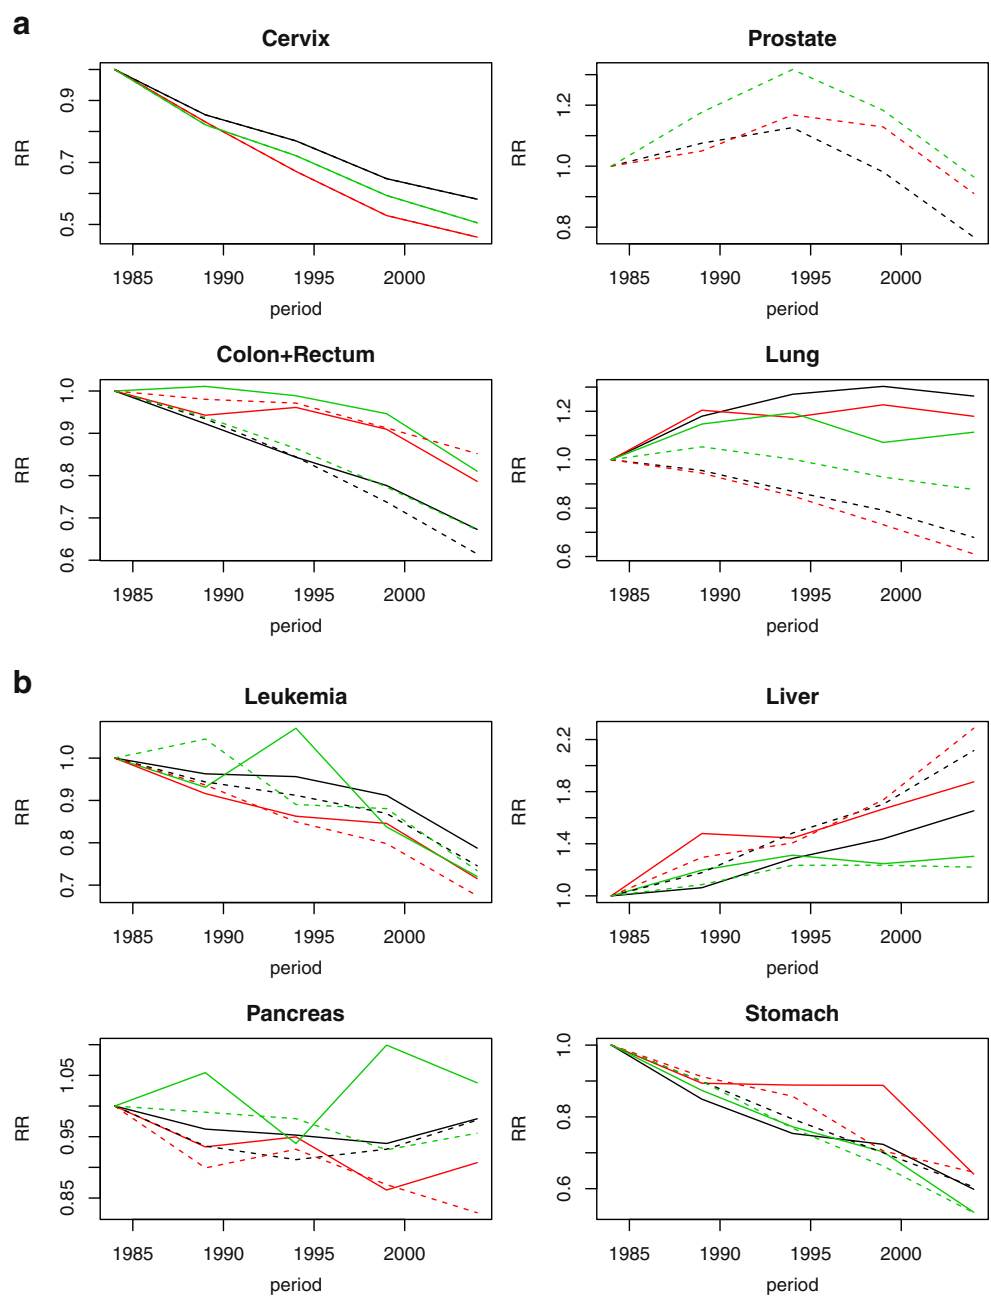 a
Cervix
RR
0.5 0.7 0.9
1985 1990 1995 2000
period
Prostate
RR
0.8 1.0 1.2
1985 1990 1995 2000
period
Colon+Rectum
RR
0.6 0.7 0.8 0.9 1.0
1985 1990 1995 2000
period
Lung
RR
0.6 0.8 1.0 1.2
1985 1990 1995 2000
period
b
Leukemia
RR
0.7 0.8 0.9 1.0
1985 1990 1995 2000
period
Liver
RR
1.0 1.4 1.8 2.2
1985 1990 1995 2000
period
Pancreas
RR
0.85 0.95 1.05
1985 1990 1995 2000
period
Stomach
RR
0.6 0.8 1.0
1985 1990 1995 2000
period